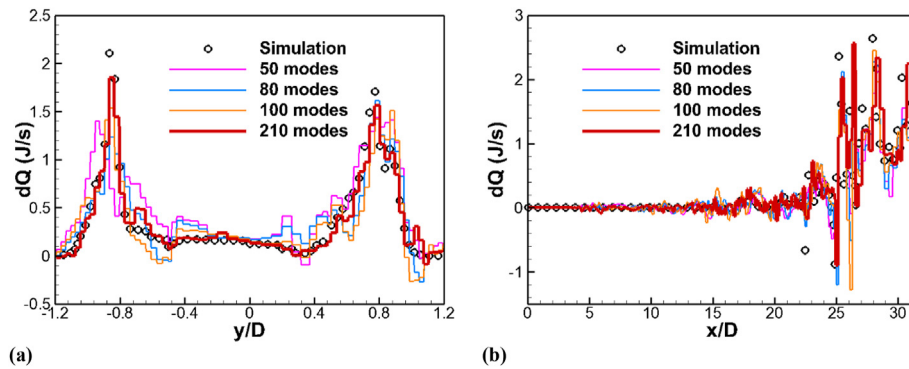 2.5
2
1.5
1
0.5
0
-0.5
dQ (J/s)
Simulation
50 modes
80 modes
100 modes
210 modes
-1.2 -0.8 -0.4 0 0.4 0.8 1.2
y/D
(a)
3
2
1
0
-1
dQ (J/s)
Simulation
50 modes
80 modes
100 modes
210 modes
0 5 10 15 20 25 30
x/D
(b)